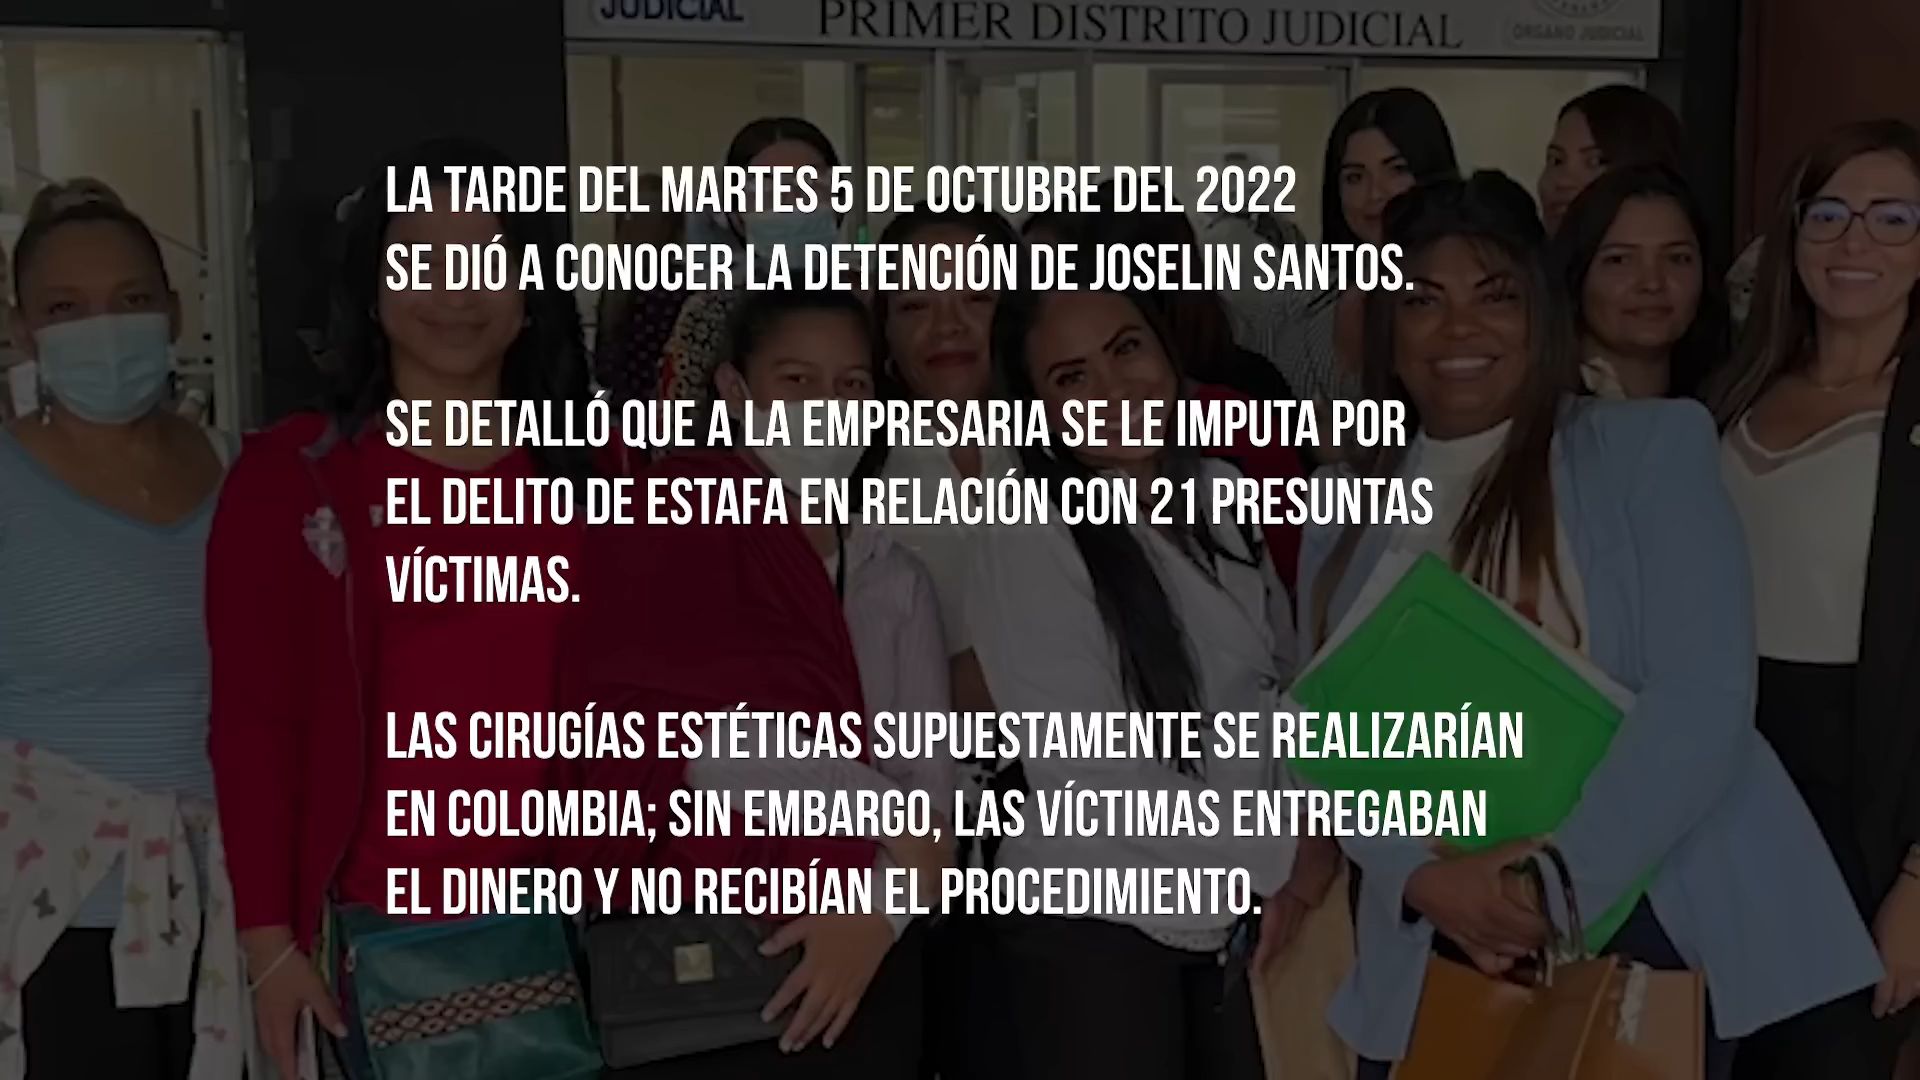 JUDICIAL
PRIMER DISTRITO JUDICIAL
ÓRGANO JUDICIAL
LA TARDE DEL MARTES 5 DE OCTUBRE DEL 2022
SE DIÓ A CONOCER LA DETENCIÓN DE JOSELIN SANTOS.
SE DETALLÓ QUE A LA EMPRESARIA SE LE IMPUTA POR
EL DELITO DE ESTAFA EN RELACIÓN CON 21 PRESUNTAS
VÍCTIMAS.
LAS CIRUGÍAS ESTÉTICAS SUPUESTAMENTE SE REALIZARÍAN
EN COLOMBIA; SIN EMBARGO, LAS VÍCTIMAS ENTREGABAN
EL DINERO Y NO RECIBÍAN EL PROCEDIMIENTO.